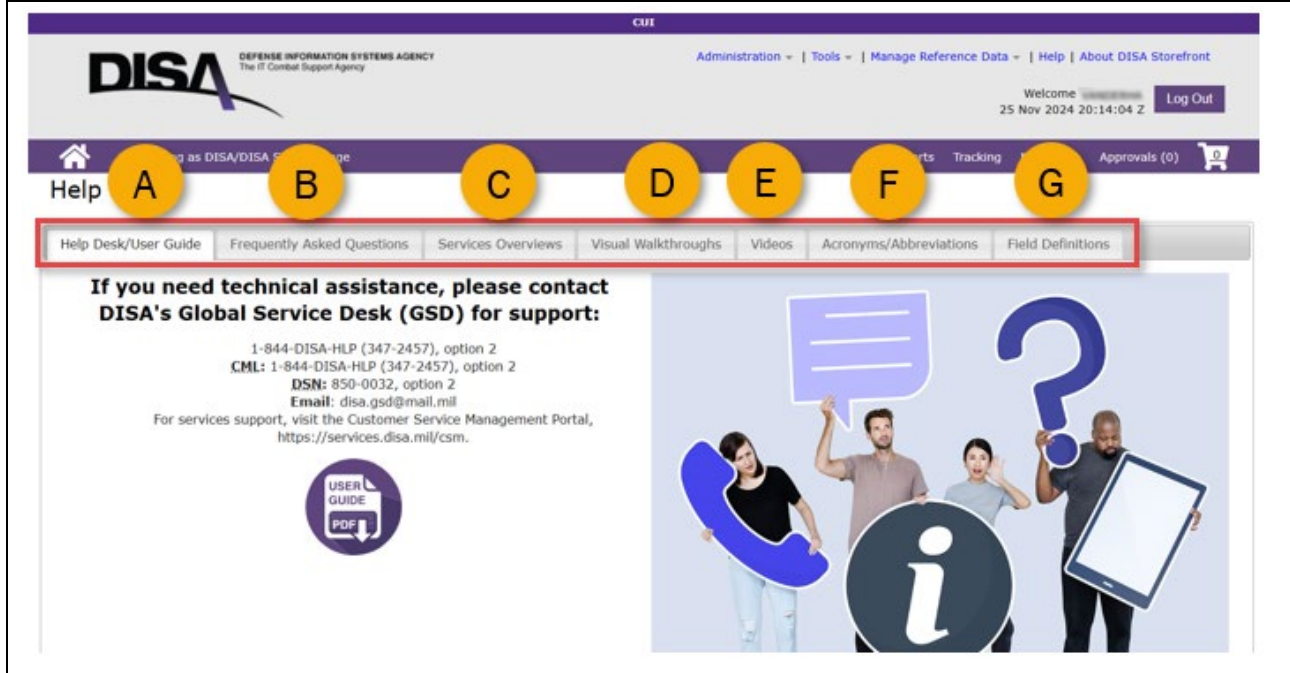 CUI
DISA
DEFENSE INFORMATION SYSTEMS AGENCY
The IT Combat Support Agency
Administration | Tools | Manage Reference Data | Help | About DISA Storefront
Welcome
25 Nov 2024 20:14:04 Z
Log Out
as DISA/DISA
Tracking
Approvals (0)
0
Help
A
B
C
D
E
F
G
Help Desk/User Guide
Frequently Asked Questions
Services Overviews
Visual Walkthroughs
Videos
Acronyms/Abbreviations
Field Definitions
If you need technical assistance, please contact
DISA's Global Service Desk (GSD) for support:
1-844-DISA-HLP (347-2457), option 2
CML: 1-844-DISA-HLP (347-2457), option 2
DSN: 850-0032, option 2
Email: disa.gsd@mail.mil
For services support, visit the Customer Service Management Portal,
https://services.disa.mil/csm.
USER
GUIDE
PDF
i
?